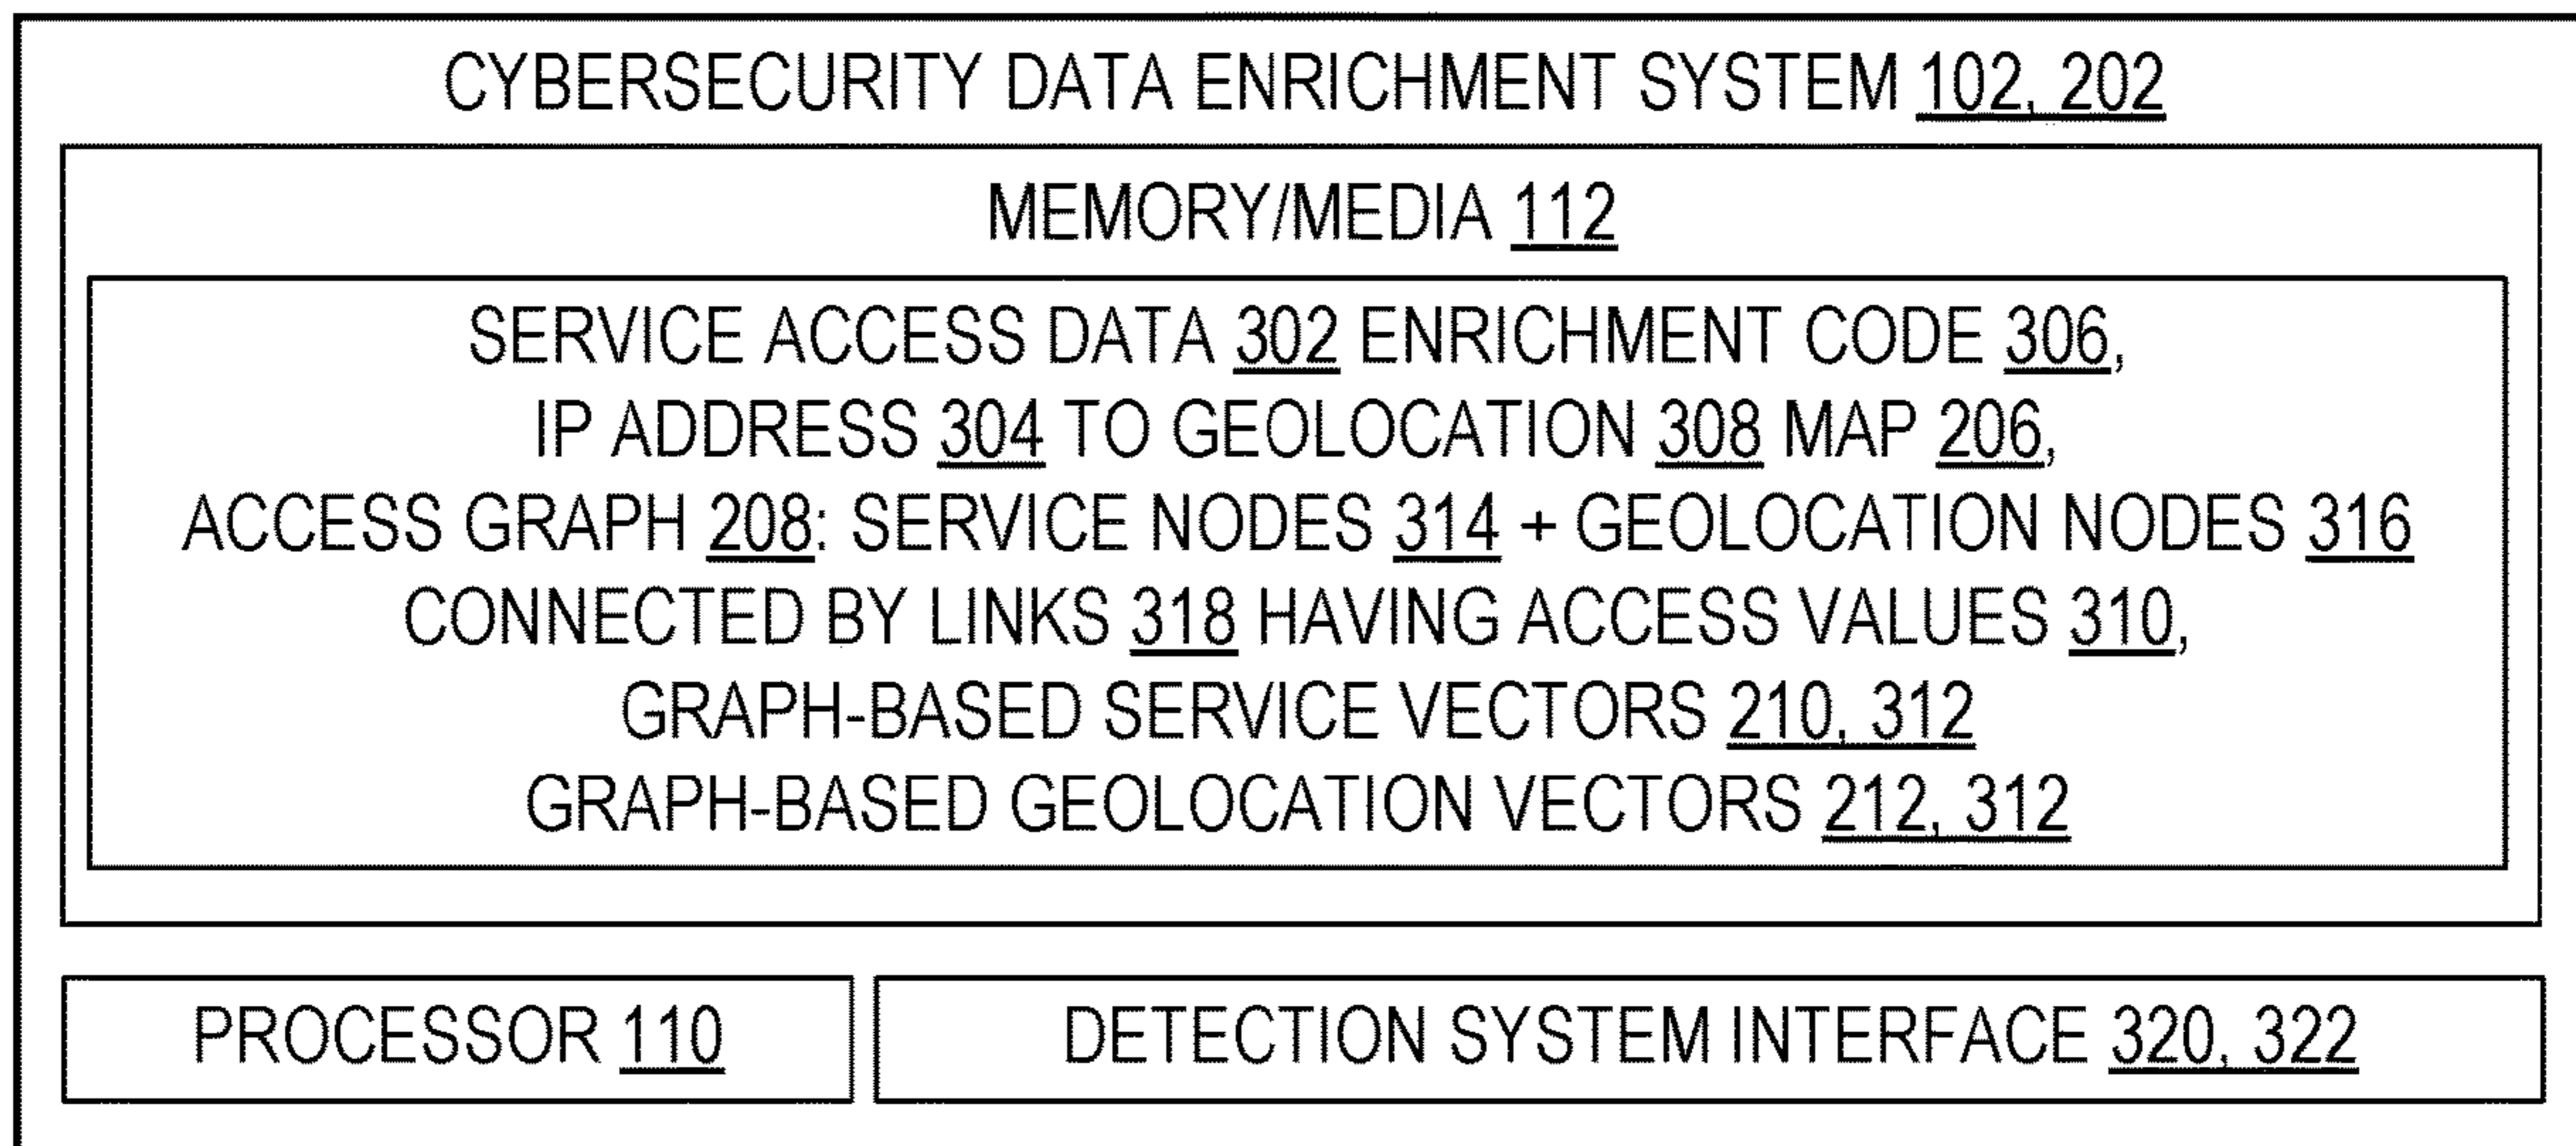 CYBERSECURITY DATA ENRICHMENT SYSTEM 102, 202
MEMORY/MEDIA 112
SERVICE ACCESS DATA 302 ENRICHMENT CODE 306,
IP ADDRESS 304 TO GEOLOCATION 308 MAP 206,
ACCESS GRAPH 208: SERVICE NODES 314 + GEOLOCATION NODES 316
CONNECTED BY LINKS 318 HAVING ACCESS VALUES 310,
GRAPH-BASED SERVICE VECTORS 210, 312
GRAPH-BASED GEOLOCATION VECTORS 212, 312
PROCESSOR 110
DETECTION SYSTEM INTERFACE 320, 322